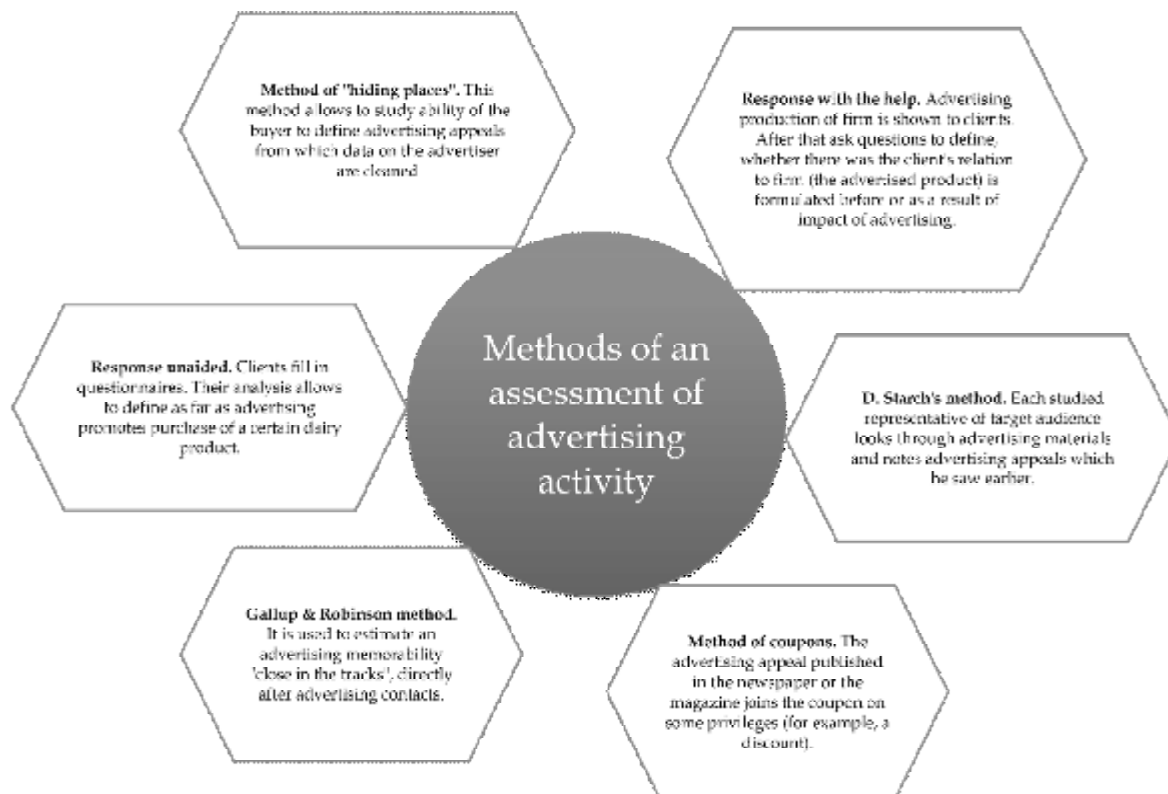 Method of "hiding places". This
method allows to study ability of the
buyer to define advertising appeals
from which data on the advertiser
are cleaned
Response with the help. Advertising
production of firm is shown to clients.
After that ask questions to define,
whether there was the client's relation
to firm (the advertised product) is
formulated before or as a result of
impact of advertising.
Methods of an
assessment of
advertising
activity
Response unaided. Clients fill in
questionnaires. Their analysis allows
to define as far as advertising
promotes purchase of a certain dairy
product.
D. Starch's method. Each studied
representative of target audience
looks through advertising materials
and notes advertising appeals which
he saw earlier.
Gallup & Robinson method.
It is used to estimate an
advertising memorability
"close in the tracks", directly
after advertising contacts.
Method of coupons. The
advertising appeal published
in the newspaper or the
magazine joins the coupon on
some privileges (for example, a
discount).